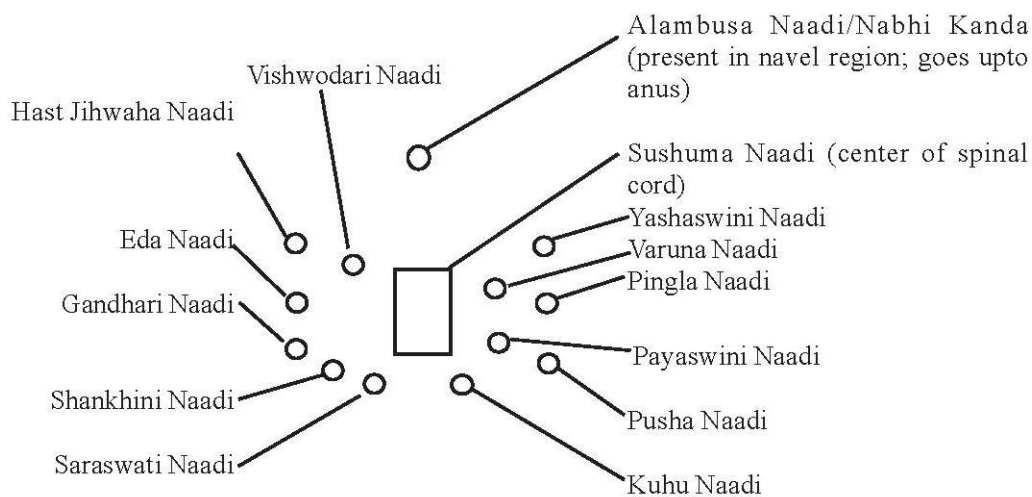 Alambusa Naadi/Nabhi Kanda
(present in navel region; goes upto
anus)
Vishwodari Naadi
Hast Jihwaha Naadi
Sushuma Naadi (center of spinal
cord)
Yashaswini Naadi
Eda Naadi
Varuna Naadi
Pingla Naadi
Gandhari Naadi
Payaswini Naadi
Shankhini Naadi
Pusha Naadi
Saraswati Naadi
Kuhu Naadi